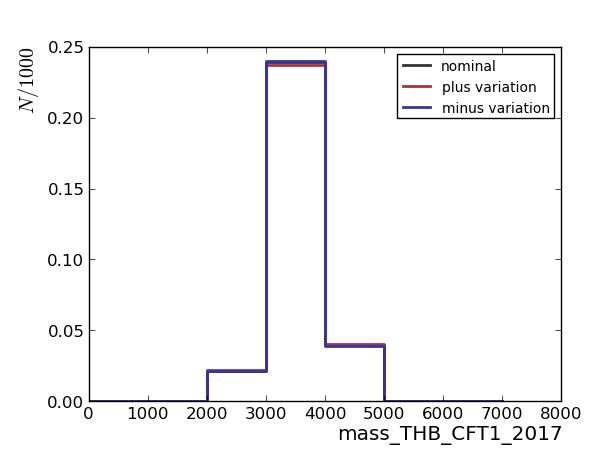 N/1000
0.25
0.20
0.15
0.10
0.05
0.00
nominal
plus variation
minus variation
0 1000 2000 3000 4000 5000 6000 7000 8000
mass_THB_CFT1_2017